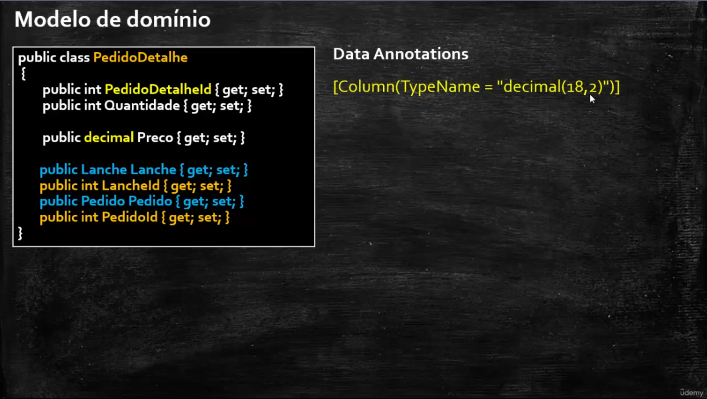 Modelo de domínio
public class PedidoDetalhe
{
public int PedidoDetalheId { get; set; }
public int Quantidade { get; set; }
public decimal Preco { get; set; }
public Lanche Lanche { get; set; }
public int LancheId { get; set; }
public Pedido Pedido { get; set; }
public int PedidoId { get; set; }
}
Data Annotations
[Column(TypeName = "decimal(18,2)")]
ûdemy